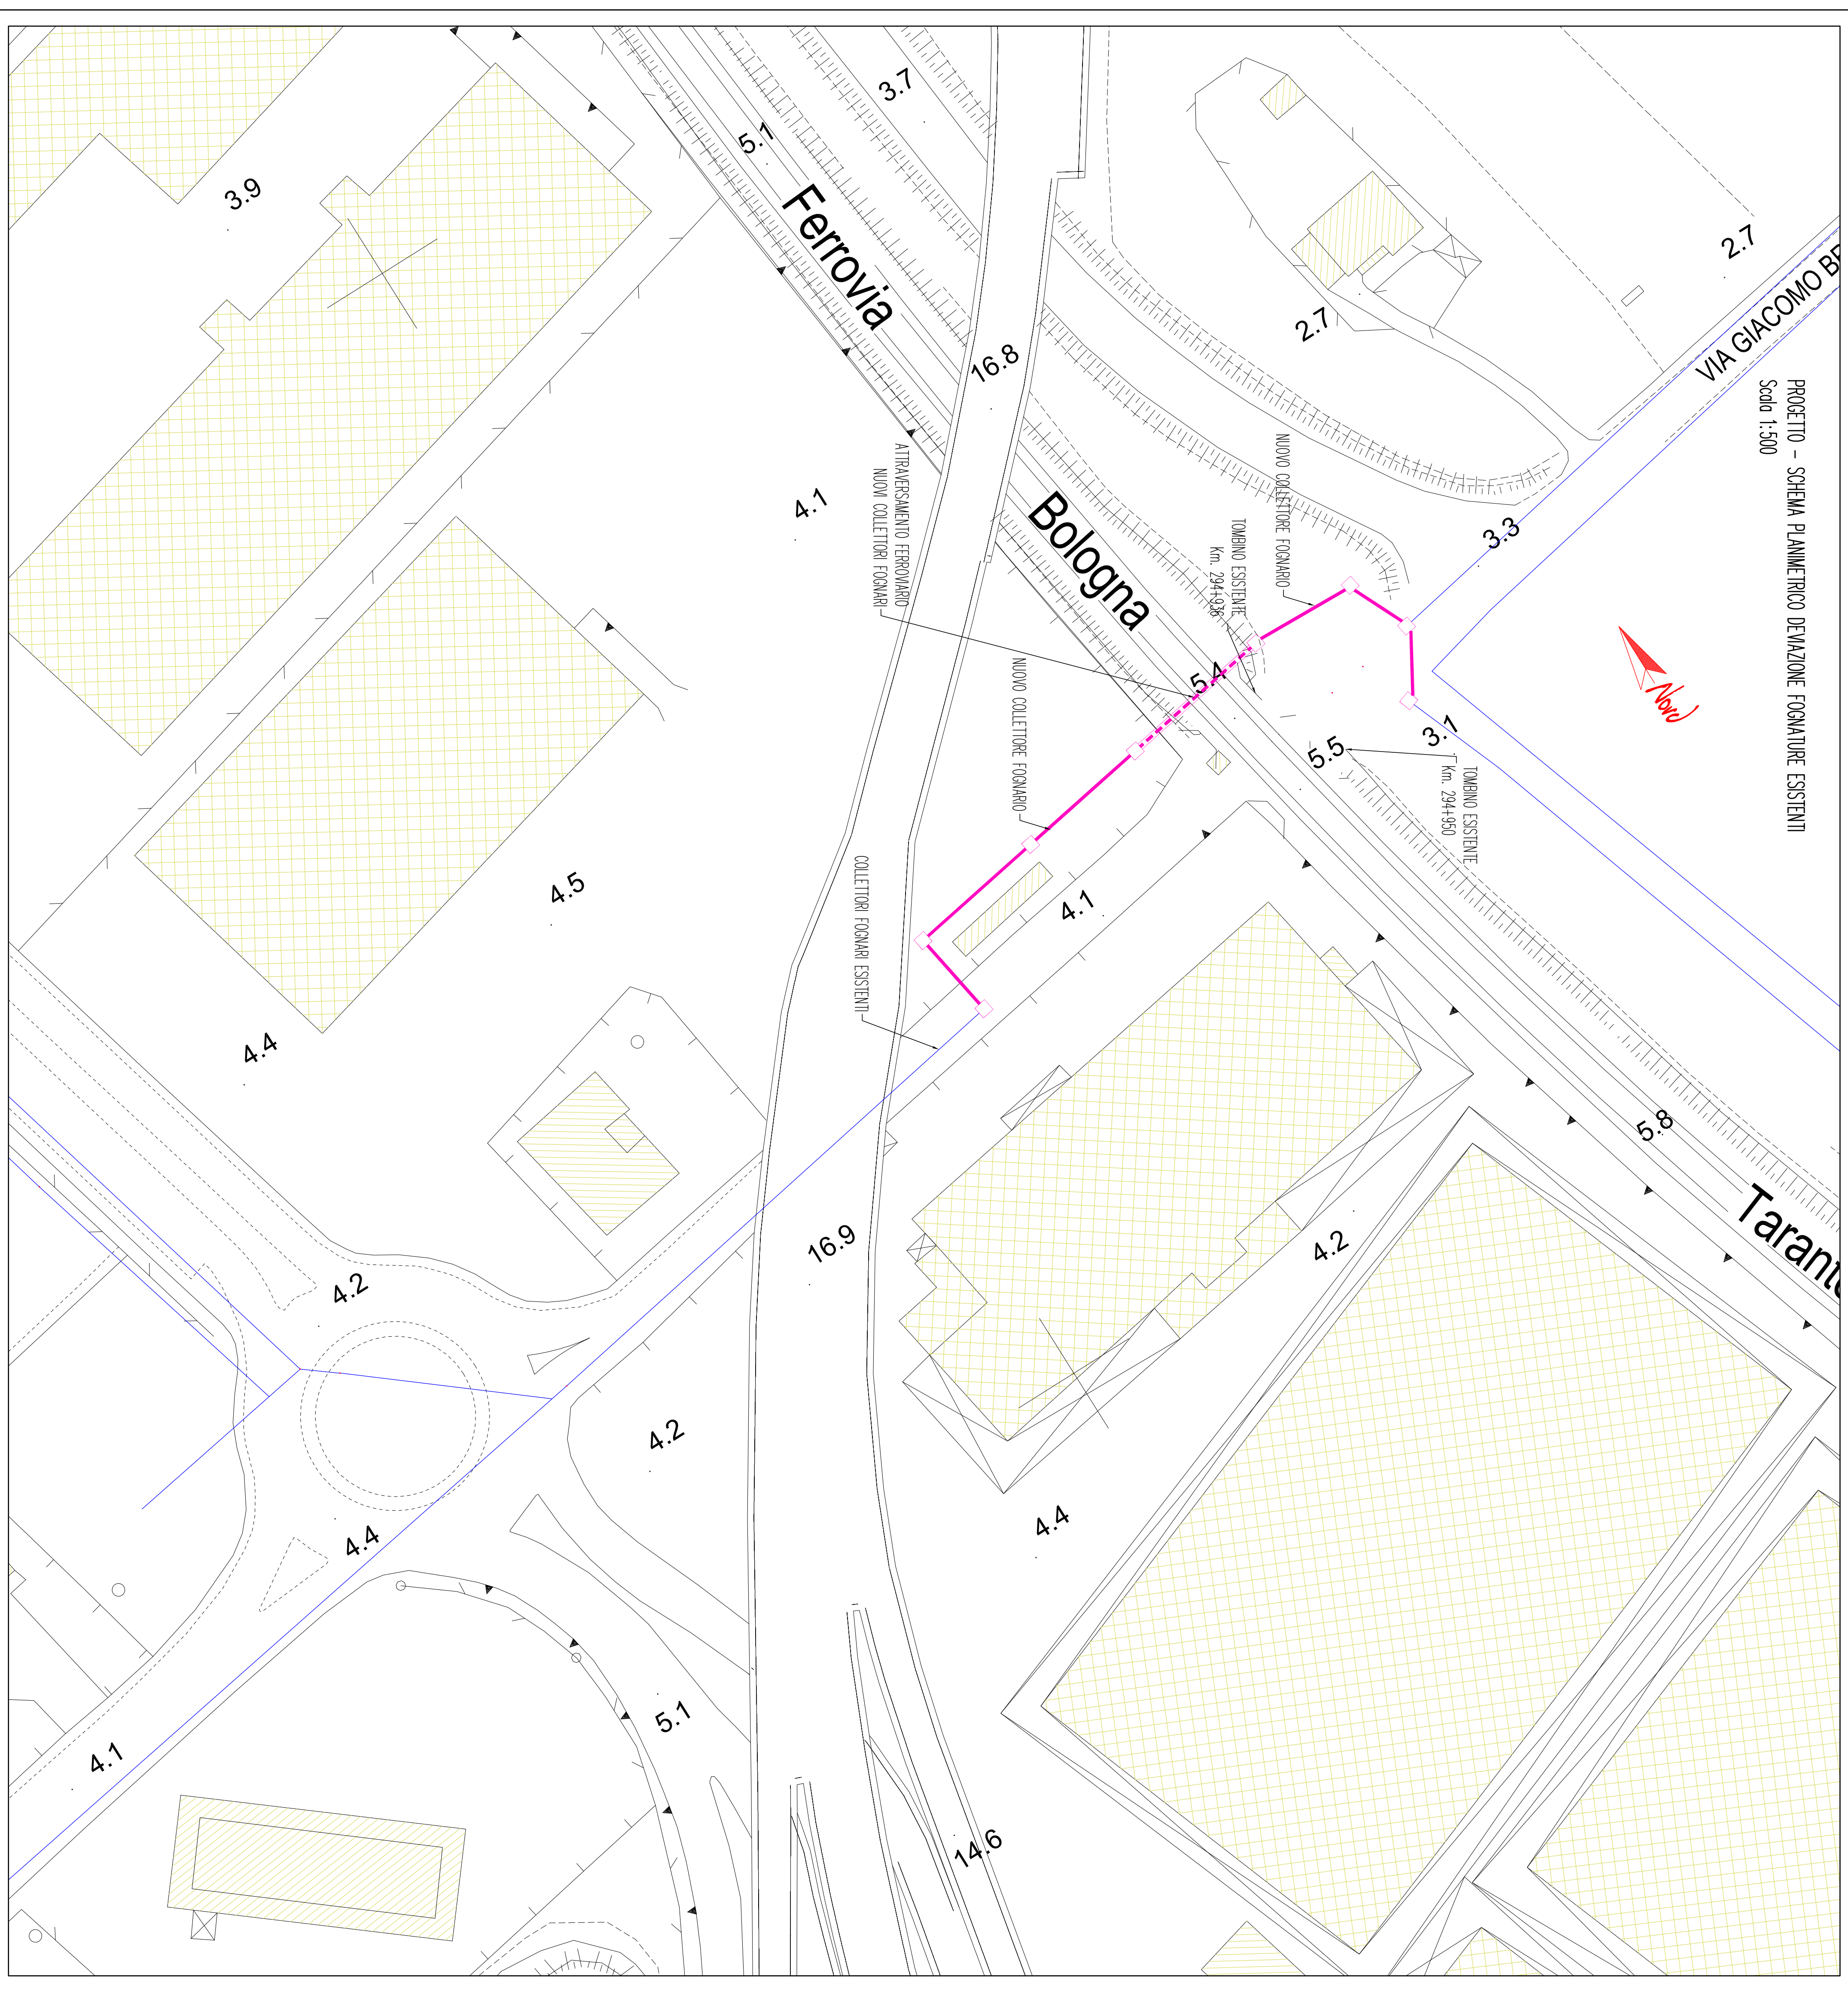 PROGETTO - SCHEMA PLANIMETRICO DEVIAZIONE FOGNATURE ESISTENTI
Scala 1:500
VIA GIACOMO BE
2.7
2.7
3.7
5.1
3.9
Ferrovia
16.8
3.3
4.1
Bologna
NUOVO COLLETTORE FOGNARIO
TOMBINO ESISTENTE
Km. 294+936
ATTRAVERSAMENTO FERROVIARIO
NUOVI COLLETTORI FOGNARI
5.4
3.1
5.5
TOMBINO ESISTENTE
Km. 294+950
NUOVO COLLETTORE FOGNARIO
COLLETTORI FOGNARI ESISTENTI
4.5
4.1
4.4
5.8
Taranto
16.9
4.2
4.2
4.2
4.4
4.4
5.1
4.1
14.6